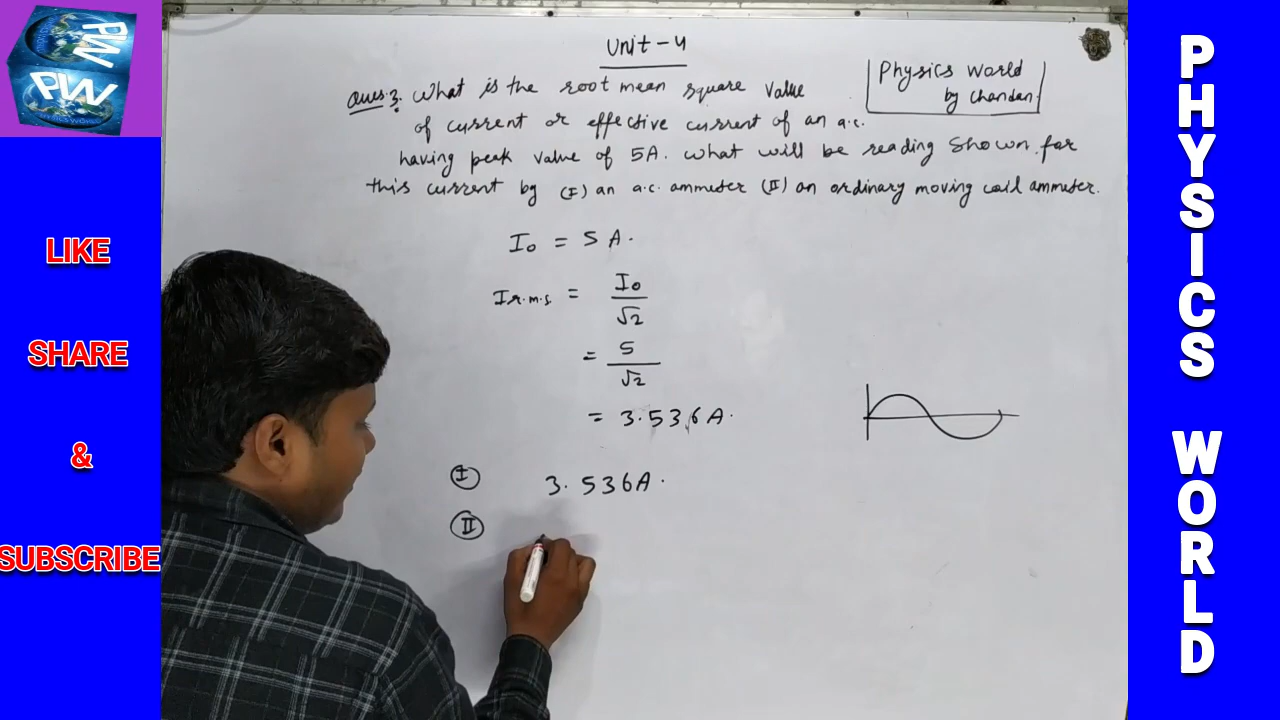 PW
PW
PHYSICS WORLD
LIKE
SHARE
&
SUBSCRIBE
Unit-4
Ques.3. What is the root mean square value
of current or effective current of an a.c.
having peak value of 5A. What will be reading shown for
this current by (I) an a.c. ammeter (II) an ordinary moving coil ammeter.
Physics World
by Chandan
I₀ = 5 A.
Ir.m.s = I₀/√2
= 5/√2
= 3.536 A.
I 3.536A.
II
PHYSICS WORLD